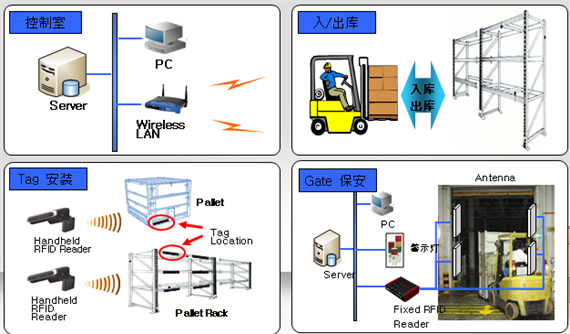 控制室
PC
Server
Wireless
LAN
入/出库
入库
出库
Tag 安装
Pallet
Tag
Location
Handheld
RFID Reader
Handheld
RFID
Reader
Pallet Rack
Gate 保安
Antenna
PC
警示灯
Server
Fixed RFID
Reader